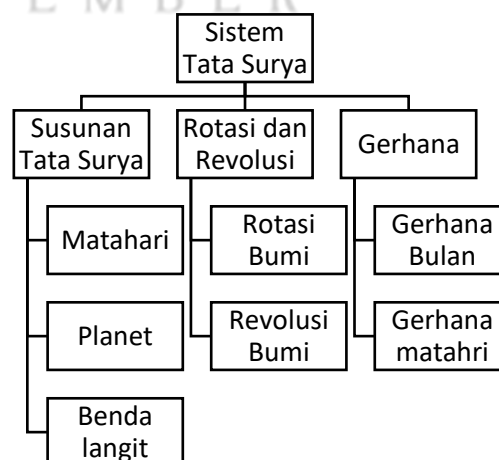 E M B E R
Sistem
Tata Surya
Susunan
Tata Surya
Rotasi dan
Revolusi
Gerhana
Matahari
Rotasi
Bumi
Gerhana
Bulan
Planet
Revolusi
Bumi
Gerhana
matahri
Benda
langit